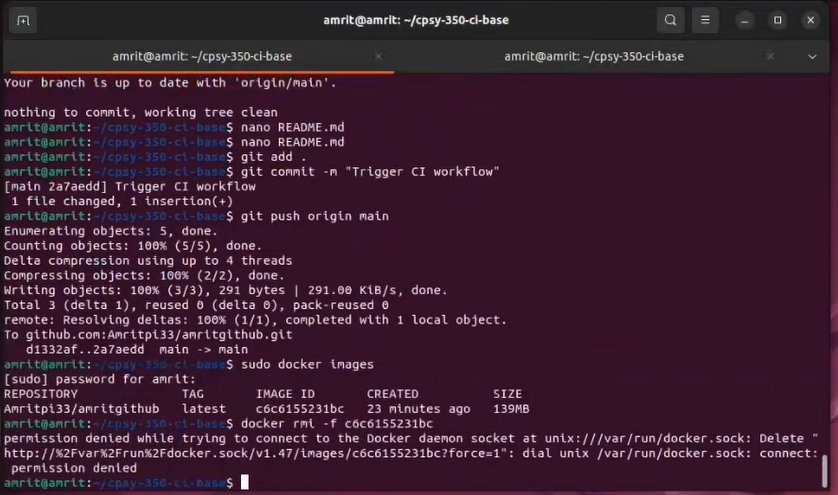 amrit@amrit: ~/cpsy-350-ci-base
amrit@amrit: ~/cpsy-350-ci-base
amrit@amrit: ~/cpsy-350-ci-base
Your branch is up to date with 'origin/main'.
nothing to commit, working tree clean
amrit@amrit:~/cpsy-350-ci-base$ nano README.md
amrit@amrit:~/cpsy-350-ci-base$ nano README.md
amrit@amrit:~/cpsy-350-ci-base$ git add .
amrit@amrit:~/cpsy-350-ci-base$ git commit -m "Trigger CI workflow"
[main 2a7aedd] Trigger CI workflow
1 file changed, 1 insertion(+)
amrit@amrit:~/cpsy-350-ci-base$ git push origin main
Enumerating objects: 5, done.
Counting objects: 100% (5/5), done.
Delta compression using up to 4 threads
Compressing objects: 100% (2/2), done.
Writing objects: 100% (3/3), 291 bytes | 291.00 KiB/s, done.
Total 3 (delta 1), reused 0 (delta 0), pack-reused 0
remote: Resolving deltas: 100% (1/1), completed with 1 local object.
To github.com:Amritpi33/amritgithub.git
d1332af..2a7aedd main -> main
amrit@amrit:~/cpsy-350-ci-base$ sudo docker images
[sudo] password for amrit:
REPOSITORY TAG IMAGE ID CREATED SIZE
Amritpi33/amritgithub latest c6c6155231bc 23 minutes ago 139MB
amrit@amrit:~/cpsy-350-ci-base$ docker rmi -f c6c6155231bc
permission denied while trying to connect to the Docker daemon socket at unix:///var/run/docker.sock: Delete "
http://%2Fvar%2Frun%2Fdocker.sock/v1.47/images/c6c6155231bc?force=1": dial unix /var/run/docker.sock: connect:
permission denied
amrit@amrit:~/cpsy-350-ci-base$